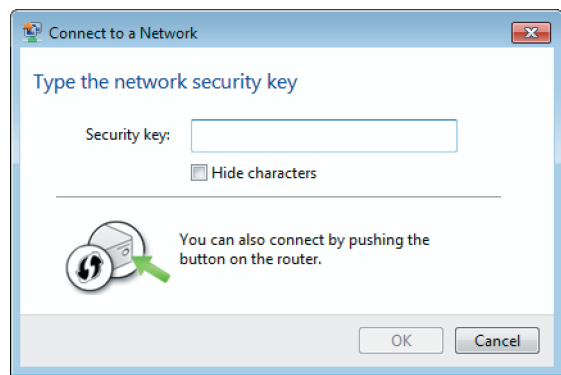 Connect to a Network
Type the network security key
Security key:
Hide characters
You can also connect by pushing the
button on the router.
OK
Cancel